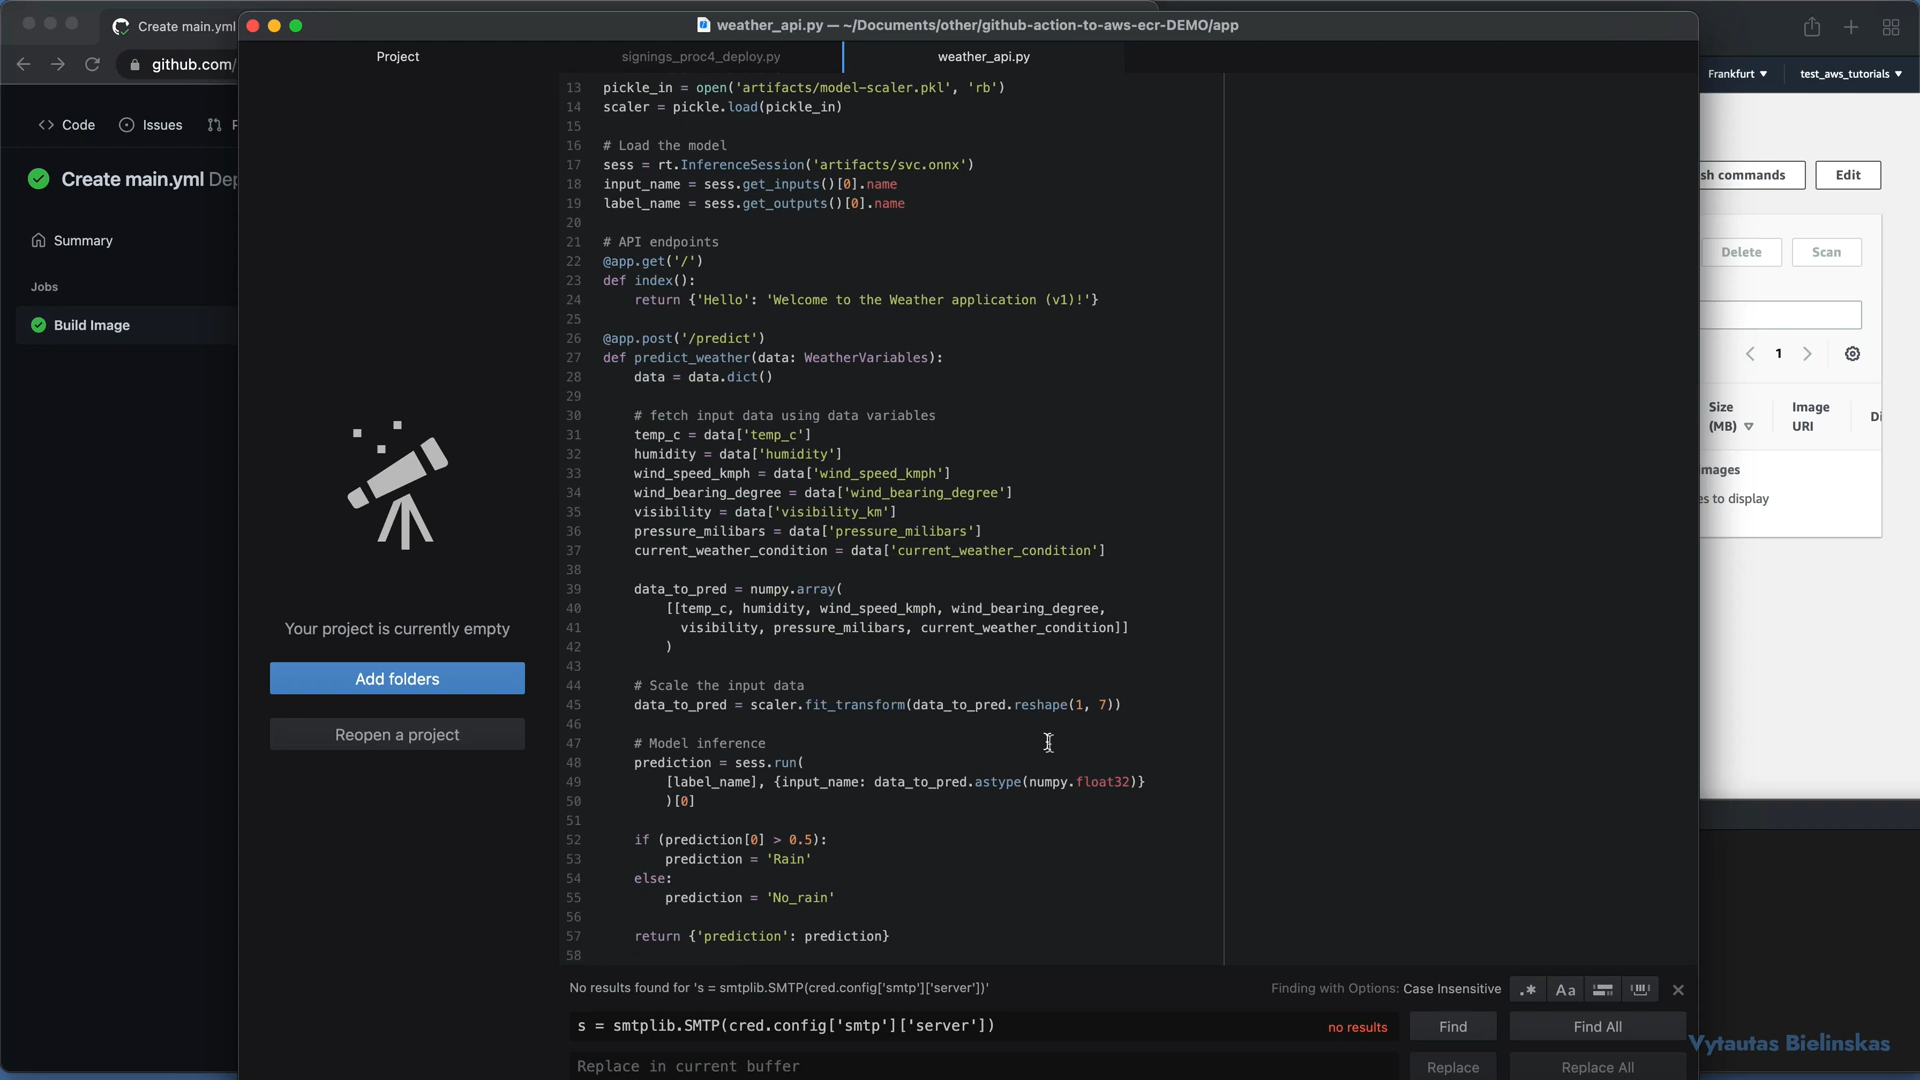 Create main.yml
weather_api.py — ~/Documents/other/github-action-to-aws-ecr-DEMO/app
github.com/
Project
signings_proc4_deploy.py
weather_api.py
Frankfurt ▼
test_aws_tutorials ▼
<> Code
Issues
Create main.yml
Summary
Jobs
Build Image
Your project is currently empty
Add folders
Reopen a project
13 pickle_in = open('artifacts/model-scaler.pkl', 'rb')
14 scaler = pickle.load(pickle_in)
15
16 # Load the model
17 sess = rt.InferenceSession('artifacts/svc.onnx')
18 input_name = sess.get_inputs()[0].name
19 label_name = sess.get_outputs()[0].name
20
21 # API endpoints
22 @app.get('/')
23 def index():
24     return {'Hello': 'Welcome to the Weather application (v1)!'}
25
26 @app.post('/predict')
27 def predict_weather(data: WeatherVariables):
28     data = data.dict()
29
30     # fetch input data using data variables
31     temp_c = data['temp_c']
32     humidity = data['humidity']
33     wind_speed_kmph = data['wind_speed_kmph']
34     wind_bearing_degree = data['wind_bearing_degree']
35     visibility = data['visibility_km']
36     pressure_milibars = data['pressure_milibars']
37     current_weather_condition = data['current_weather_condition']
38
39     data_to_pred = numpy.array(
40         [[temp_c, humidity, wind_speed_kmph, wind_bearing_degree,
41           visibility, pressure_milibars, current_weather_condition]]
42         )
43
44     # Scale the input data
45     data_to_pred = scaler.fit_transform(data_to_pred.reshape(1, 7))
46
47     # Model inference
48     prediction = sess.run(
49         [label_name], {input_name: data_to_pred.astype(numpy.float32)}
50         )[0]
51
52     if (prediction[0] > 0.5):
53         prediction = 'Rain'
54     else:
55         prediction = 'No_rain'
56
57     return {'prediction': prediction}
58
commands
Edit
Delete
Scan
1
Size
(MB) ▼
Image
URI
to display
No results found for 's = smtplib.SMTP(cred.config['smtp']['server'])'
Finding with Options: Case Insensitive
.* Aa
s = smtplib.SMTP(cred.config['smtp']['server'])
no results
Find
Find All
Replace in current buffer
Replace
Replace All
Vytautas Bielinskas